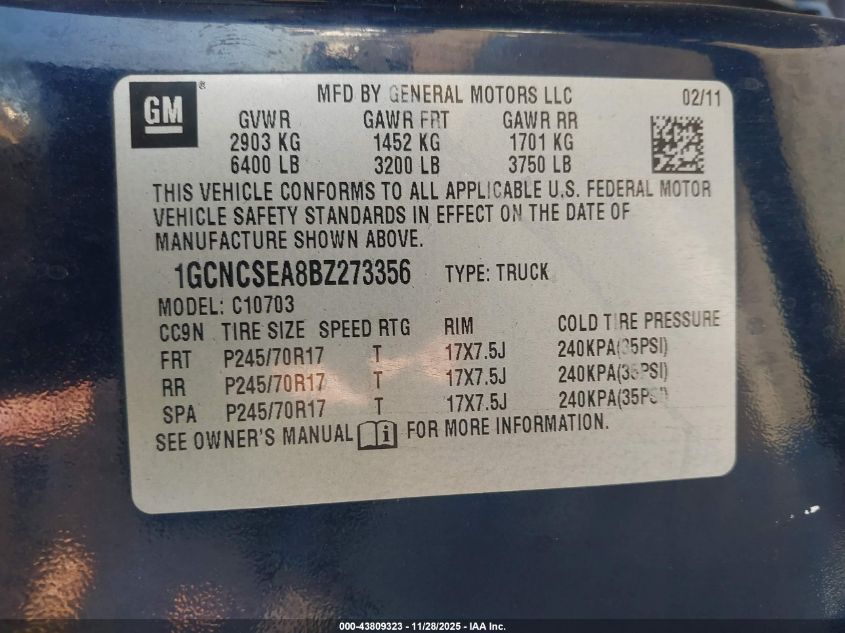 GM ®
MFD BY GENERAL MOTORS LLC 02/11
GVWR GAWR FRT GAWR RR
2903 KG 1452 KG 1701 KG
6400 LB 3200 LB 3750 LB
THIS VEHICLE CONFORMS TO ALL APPLICABLE U.S. FEDERAL MOTOR
VEHICLE SAFETY STANDARDS IN EFFECT ON THE DATE OF
MANUFACTURE SHOWN ABOVE.
1GCNCSEA8BZ273356 TYPE: TRUCK
MODEL: C10703
CC9N TIRE SIZE SPEED RTG RIM COLD TIRE PRESSURE
FRT P245/70R17 T 17X7.5J 240KPA(35PSI)
RR P245/70R17 T 17X7.5J 240KPA(35PSI)
SPA P245/70R17 T 17X7.5J 240KPA(35PSI)
SEE OWNER'S MANUAL i FOR MORE INFORMATION.
000-43809323 - 11/28/2025 - IAA Inc.